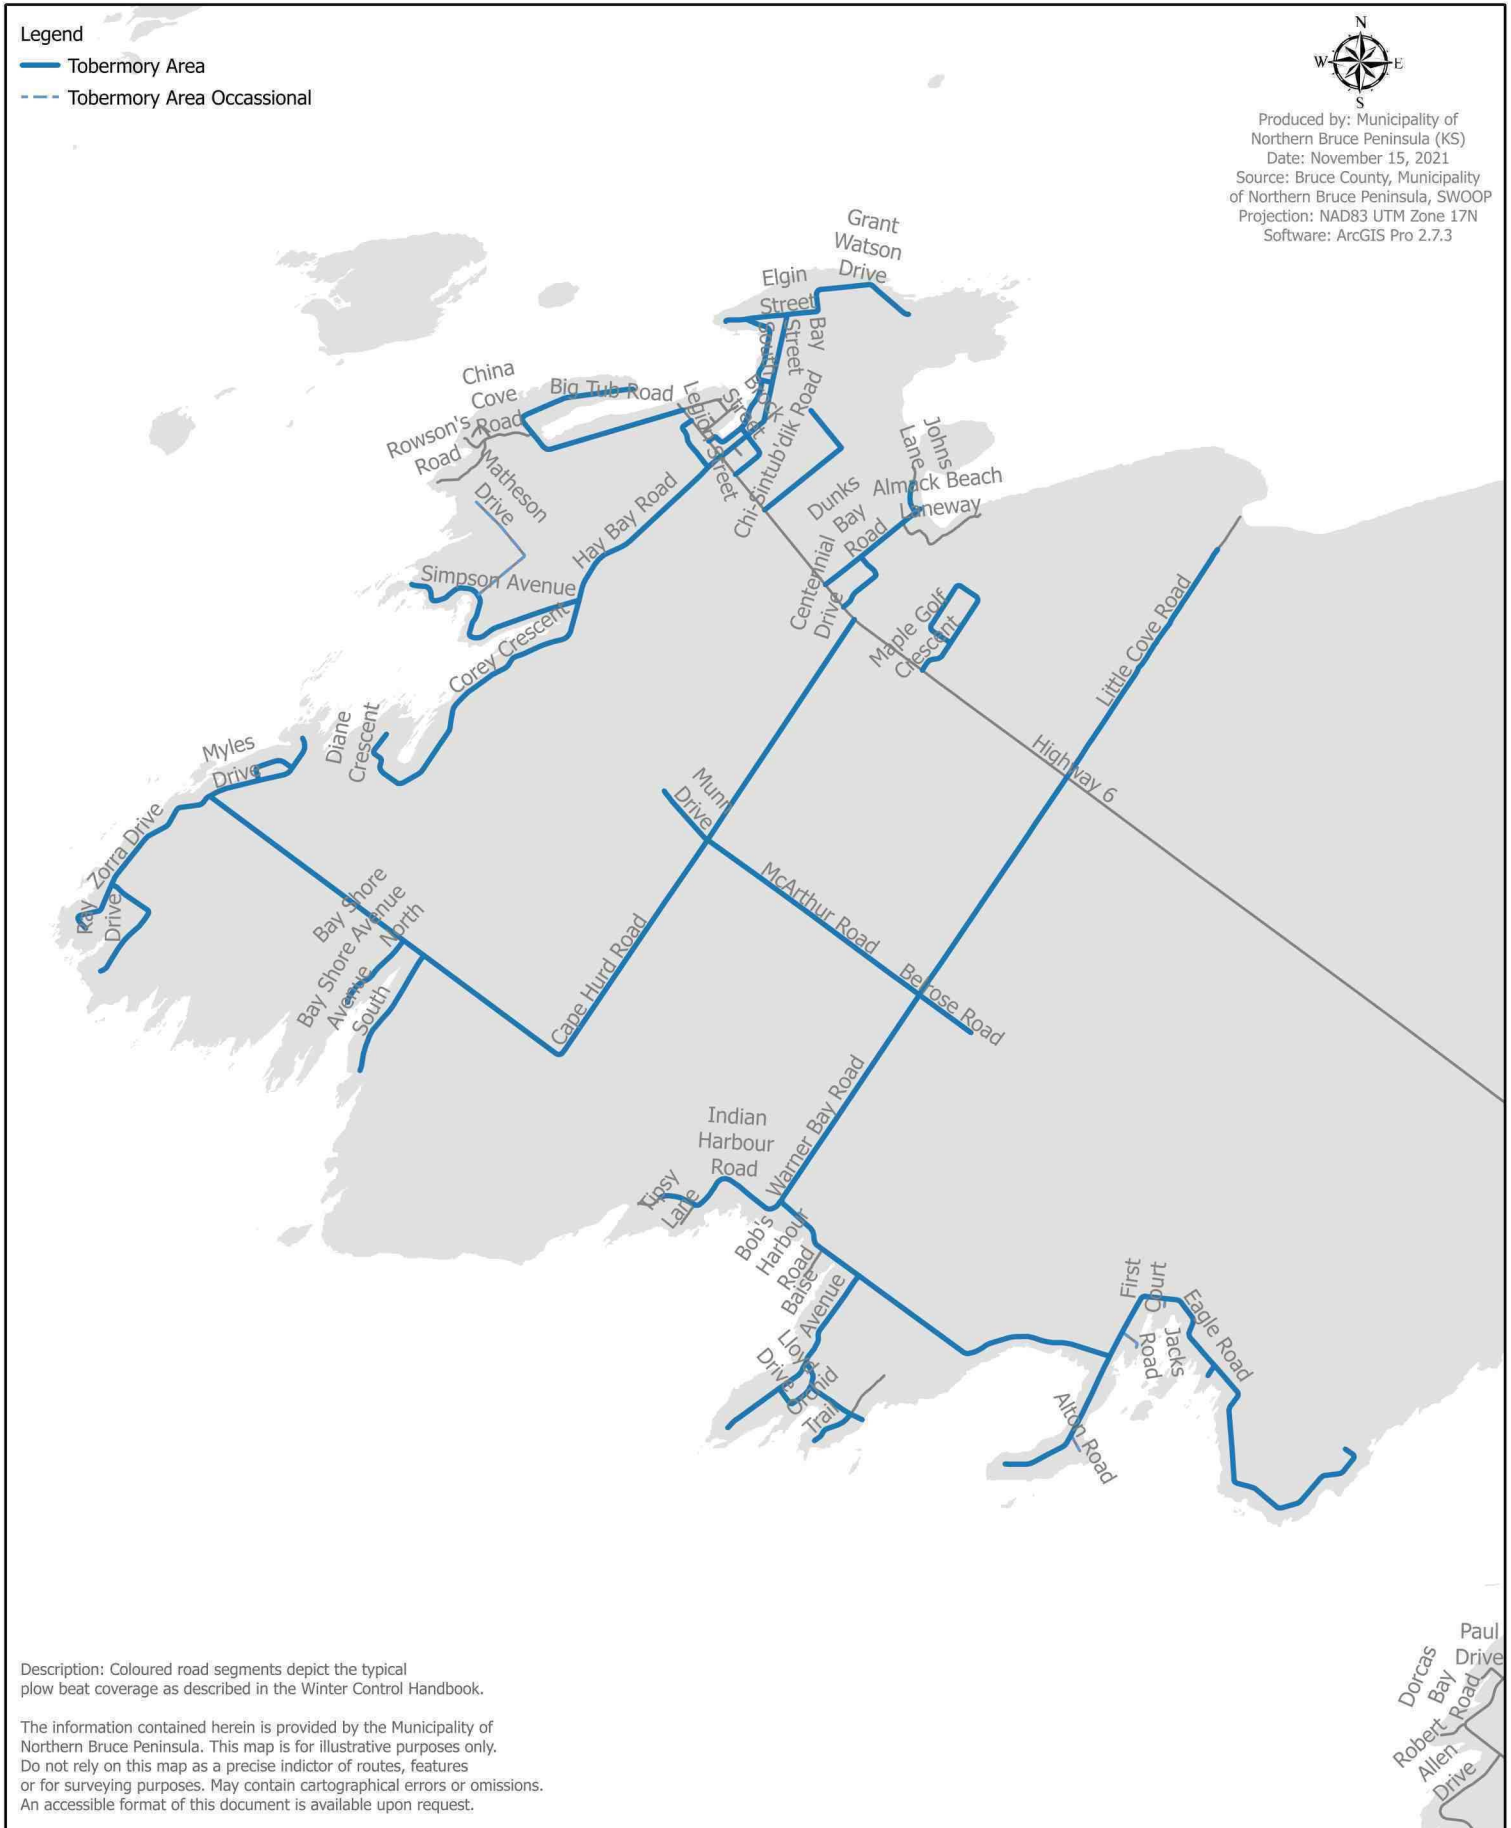 Legend
Tobermory Area
Tobermory Area Occassional
N
W
E
S
Produced by: Municipality of
Northern Bruce Peninsula (KS)
Date: November 15, 2021
Source: Bruce County, Municipality
of Northern Bruce Peninsula, SWOOP
Projection: NAD83 UTM Zone 17N
Software: ArcGIS Pro 2.7.3
Grant
Watson
Drive
Elgin
Street
Bay
Street
South
China
Cove
Road
Big Tub Road
Legion Street
Brock
Street
Rowson's
Road
Chi-Sintub'dik Road
Johns
Lane
Matheson
Drive
Almack Beach
Laneway
Dunks
Bay
Road
Hay Bay Road
Simpson Avenue
Centennial
Drive
Maple Golf
Crescent
Little Cove Road
Corey Crescent
Diane
Crescent
Myles
Drive
Highway 6
Munn
Drive
Zorra Drive
Ray
Drive
Bay Shore
Avenue
North
Bay Shore
Avenue
South
McArthur Road
Cape Hurd Road
Belrose Road
Warner Bay Road
Indian
Harbour
Road
Tipsy
Lane
Bob's
Harbour
Road
Baise
Avenue
First
Court
Eagle Road
Jacks
Road
Lloyd
Drive
Orchid
Trail
Alton Road
Paul
Drive
Dorcas
Bay
Road
Robert
Allen
Drive
Description: Coloured road segments depict the typical
plow beat coverage as described in the Winter Control Handbook.
The information contained herein is provided by the Municipality of
Northern Bruce Peninsula. This map is for illustrative purposes only.
Do not rely on this map as a precise indictor of routes, features
or for surveying purposes. May contain cartographical errors or omissions.
An accessible format of this document is available upon request.